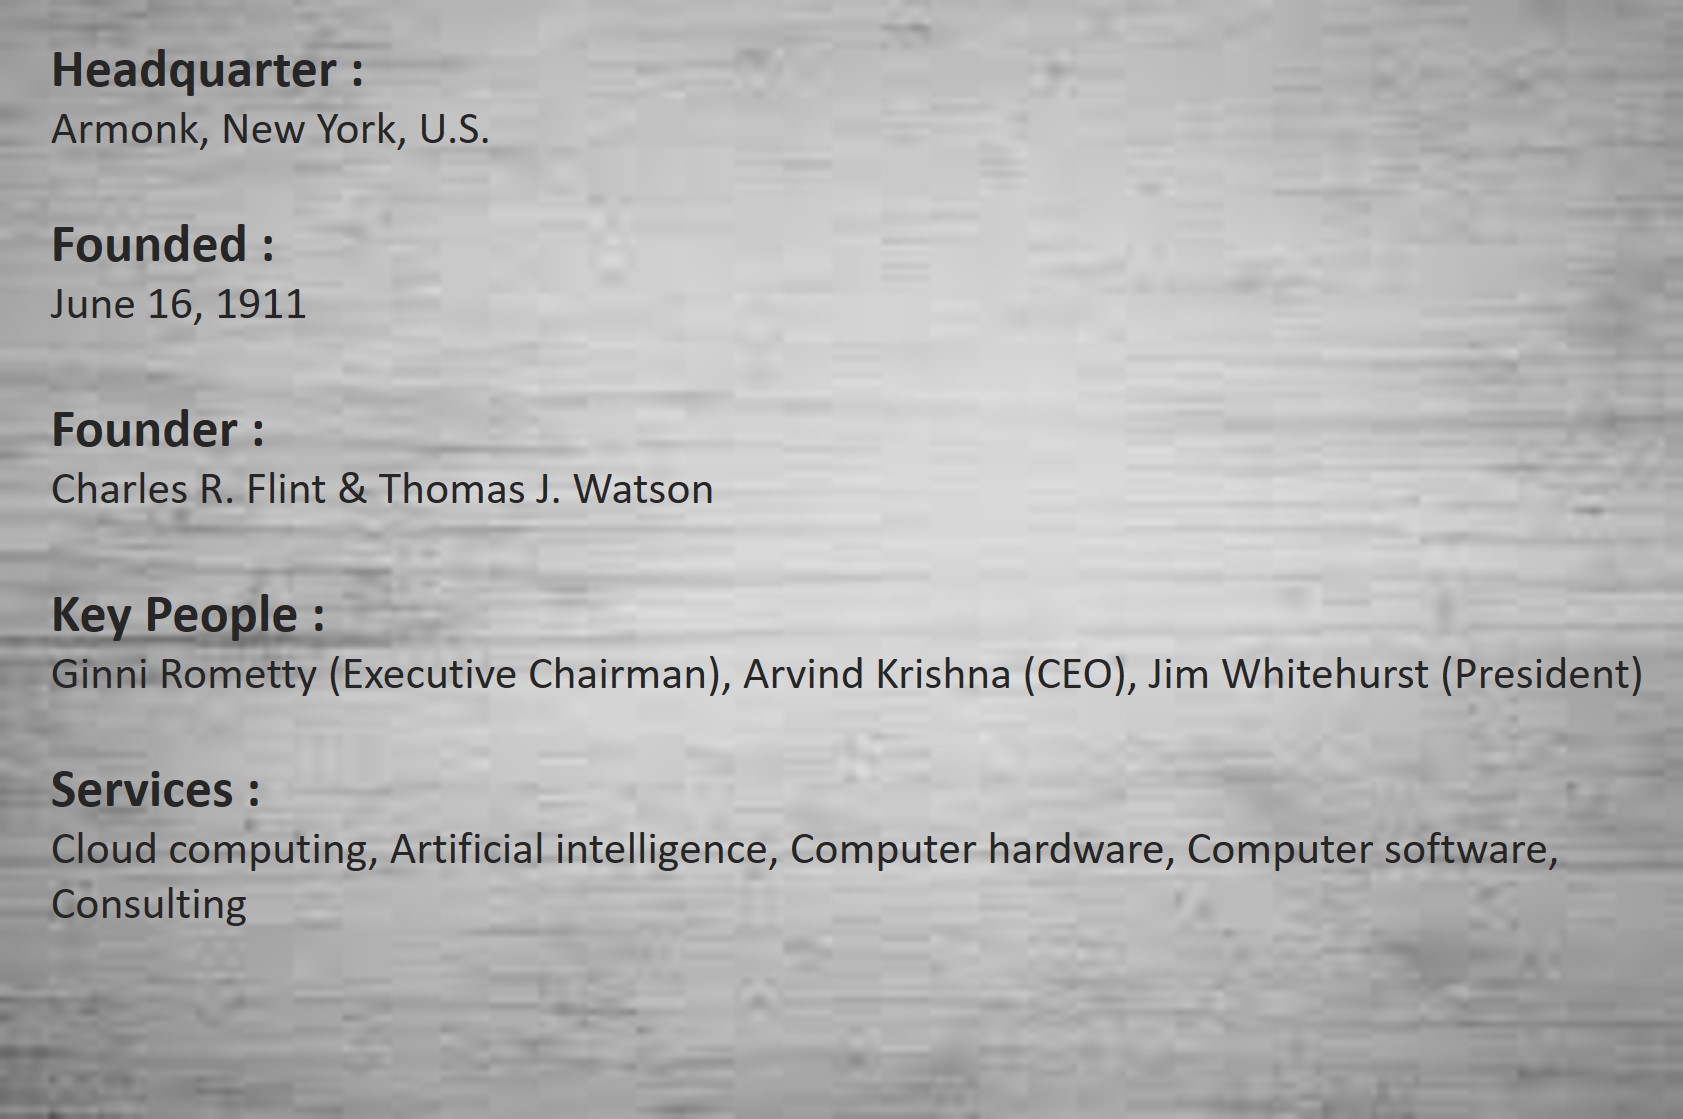 Headquarter :
Armonk, New York, U.S.
Founded :
June 16, 1911
Founder :
Charles R. Flint & Thomas J. Watson
Key People :
Ginni Rometty (Executive Chairman), Arvind Krishna (CEO), Jim Whitehurst (President)
Services :
Cloud computing, Artificial intelligence, Computer hardware, Computer software,
Consulting